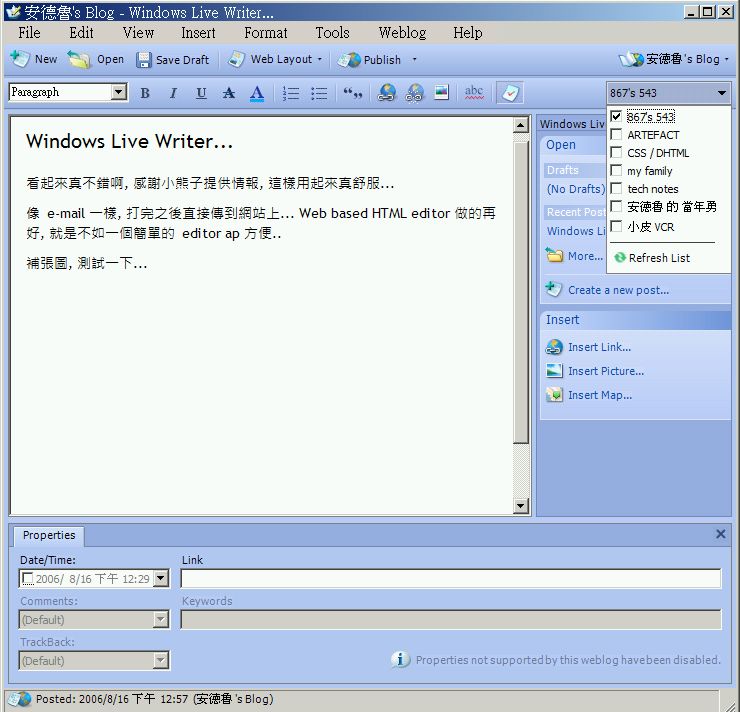 安德魯's Blog - Windows Live Writer...
File Edit View Insert Format Tools Weblog Help
New Open Save Draft Web Layout Publish 安德魯's Blog
Paragraph B I U A A abc 867's 543
Windows Live Writer...
看起來真不錯啊, 感謝小熊子提供情報, 這樣用起來真舒服...
像 e-mail 一樣, 打完之後直接傳到網站上... Web based HTML editor 做的再
好, 就是不如一個簡單的 editor ap 方便..
補張圖, 測試一下...
Windows Liv
Open
Drafts
(No Drafts)
Recent Post
Windows Li
More...
Create a new post...
867's 543
ARTEFACT
CSS / DHTML
my family
tech notes
安德魯 的 當年勇
小皮 VCR
Refresh List
Insert
Insert Link...
Insert Picture...
Insert Map...
Properties
Date/Time: Link
2006/ 8/16 下午 12:29
Comments: Keywords
(Default)
TrackBack:
(Default)
Properties not supported by this weblog have been disabled.
Posted: 2006/8/16 下午 12:57 (安德魯's Blog)